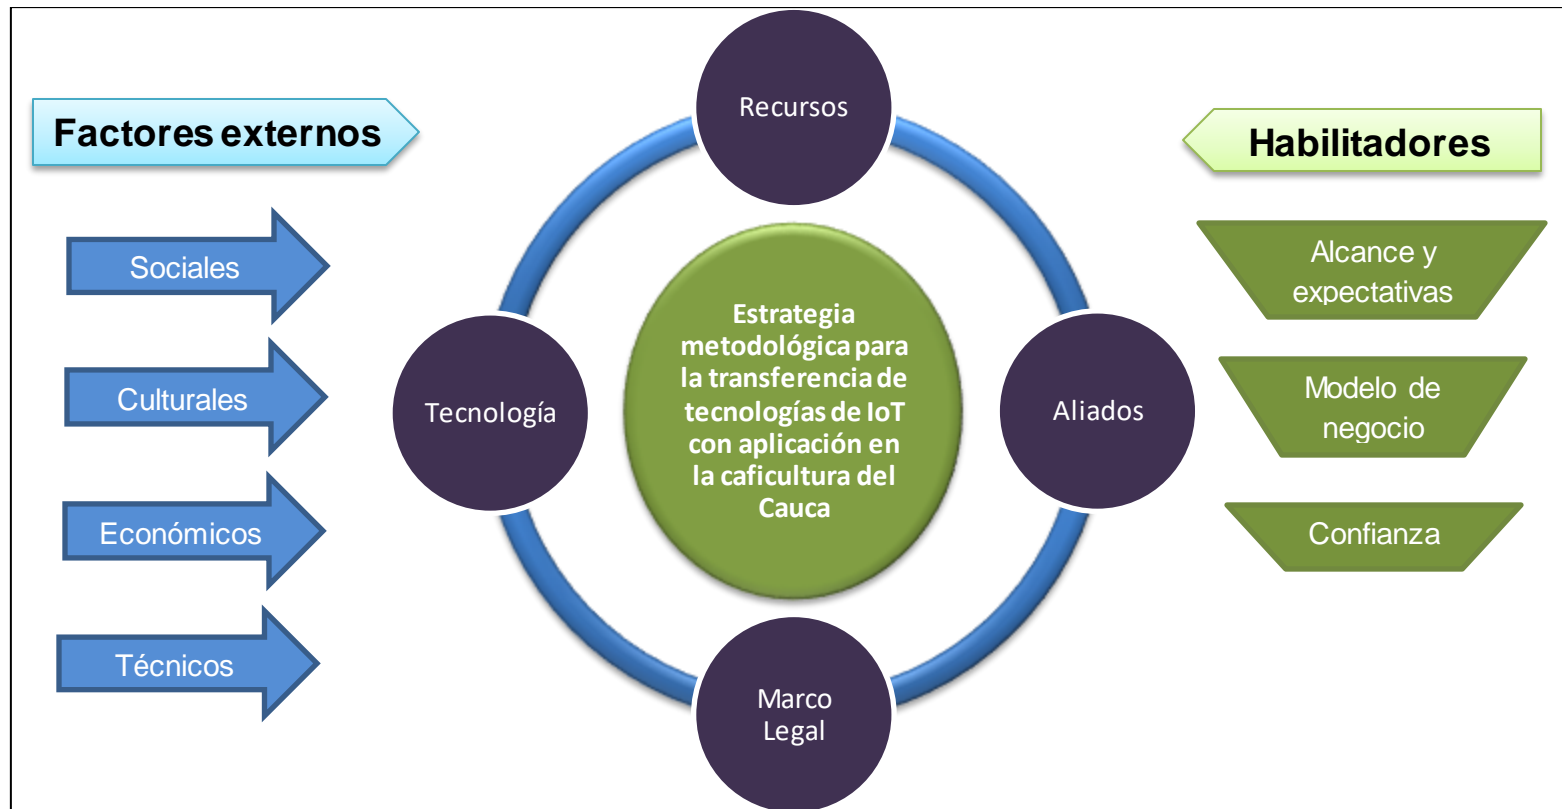 Factores externos
Sociales
Culturales
Económicos
Técnicos
Recursos
Tecnología
Estrategia
metodológica para
la transferencia de
tecnologías de IoT
con aplicación en
la caficultura del
Cauca
Aliados
Marco
Legal
Habilitadores
Alcance y
expectativas
Modelo de
negocio
Confianza